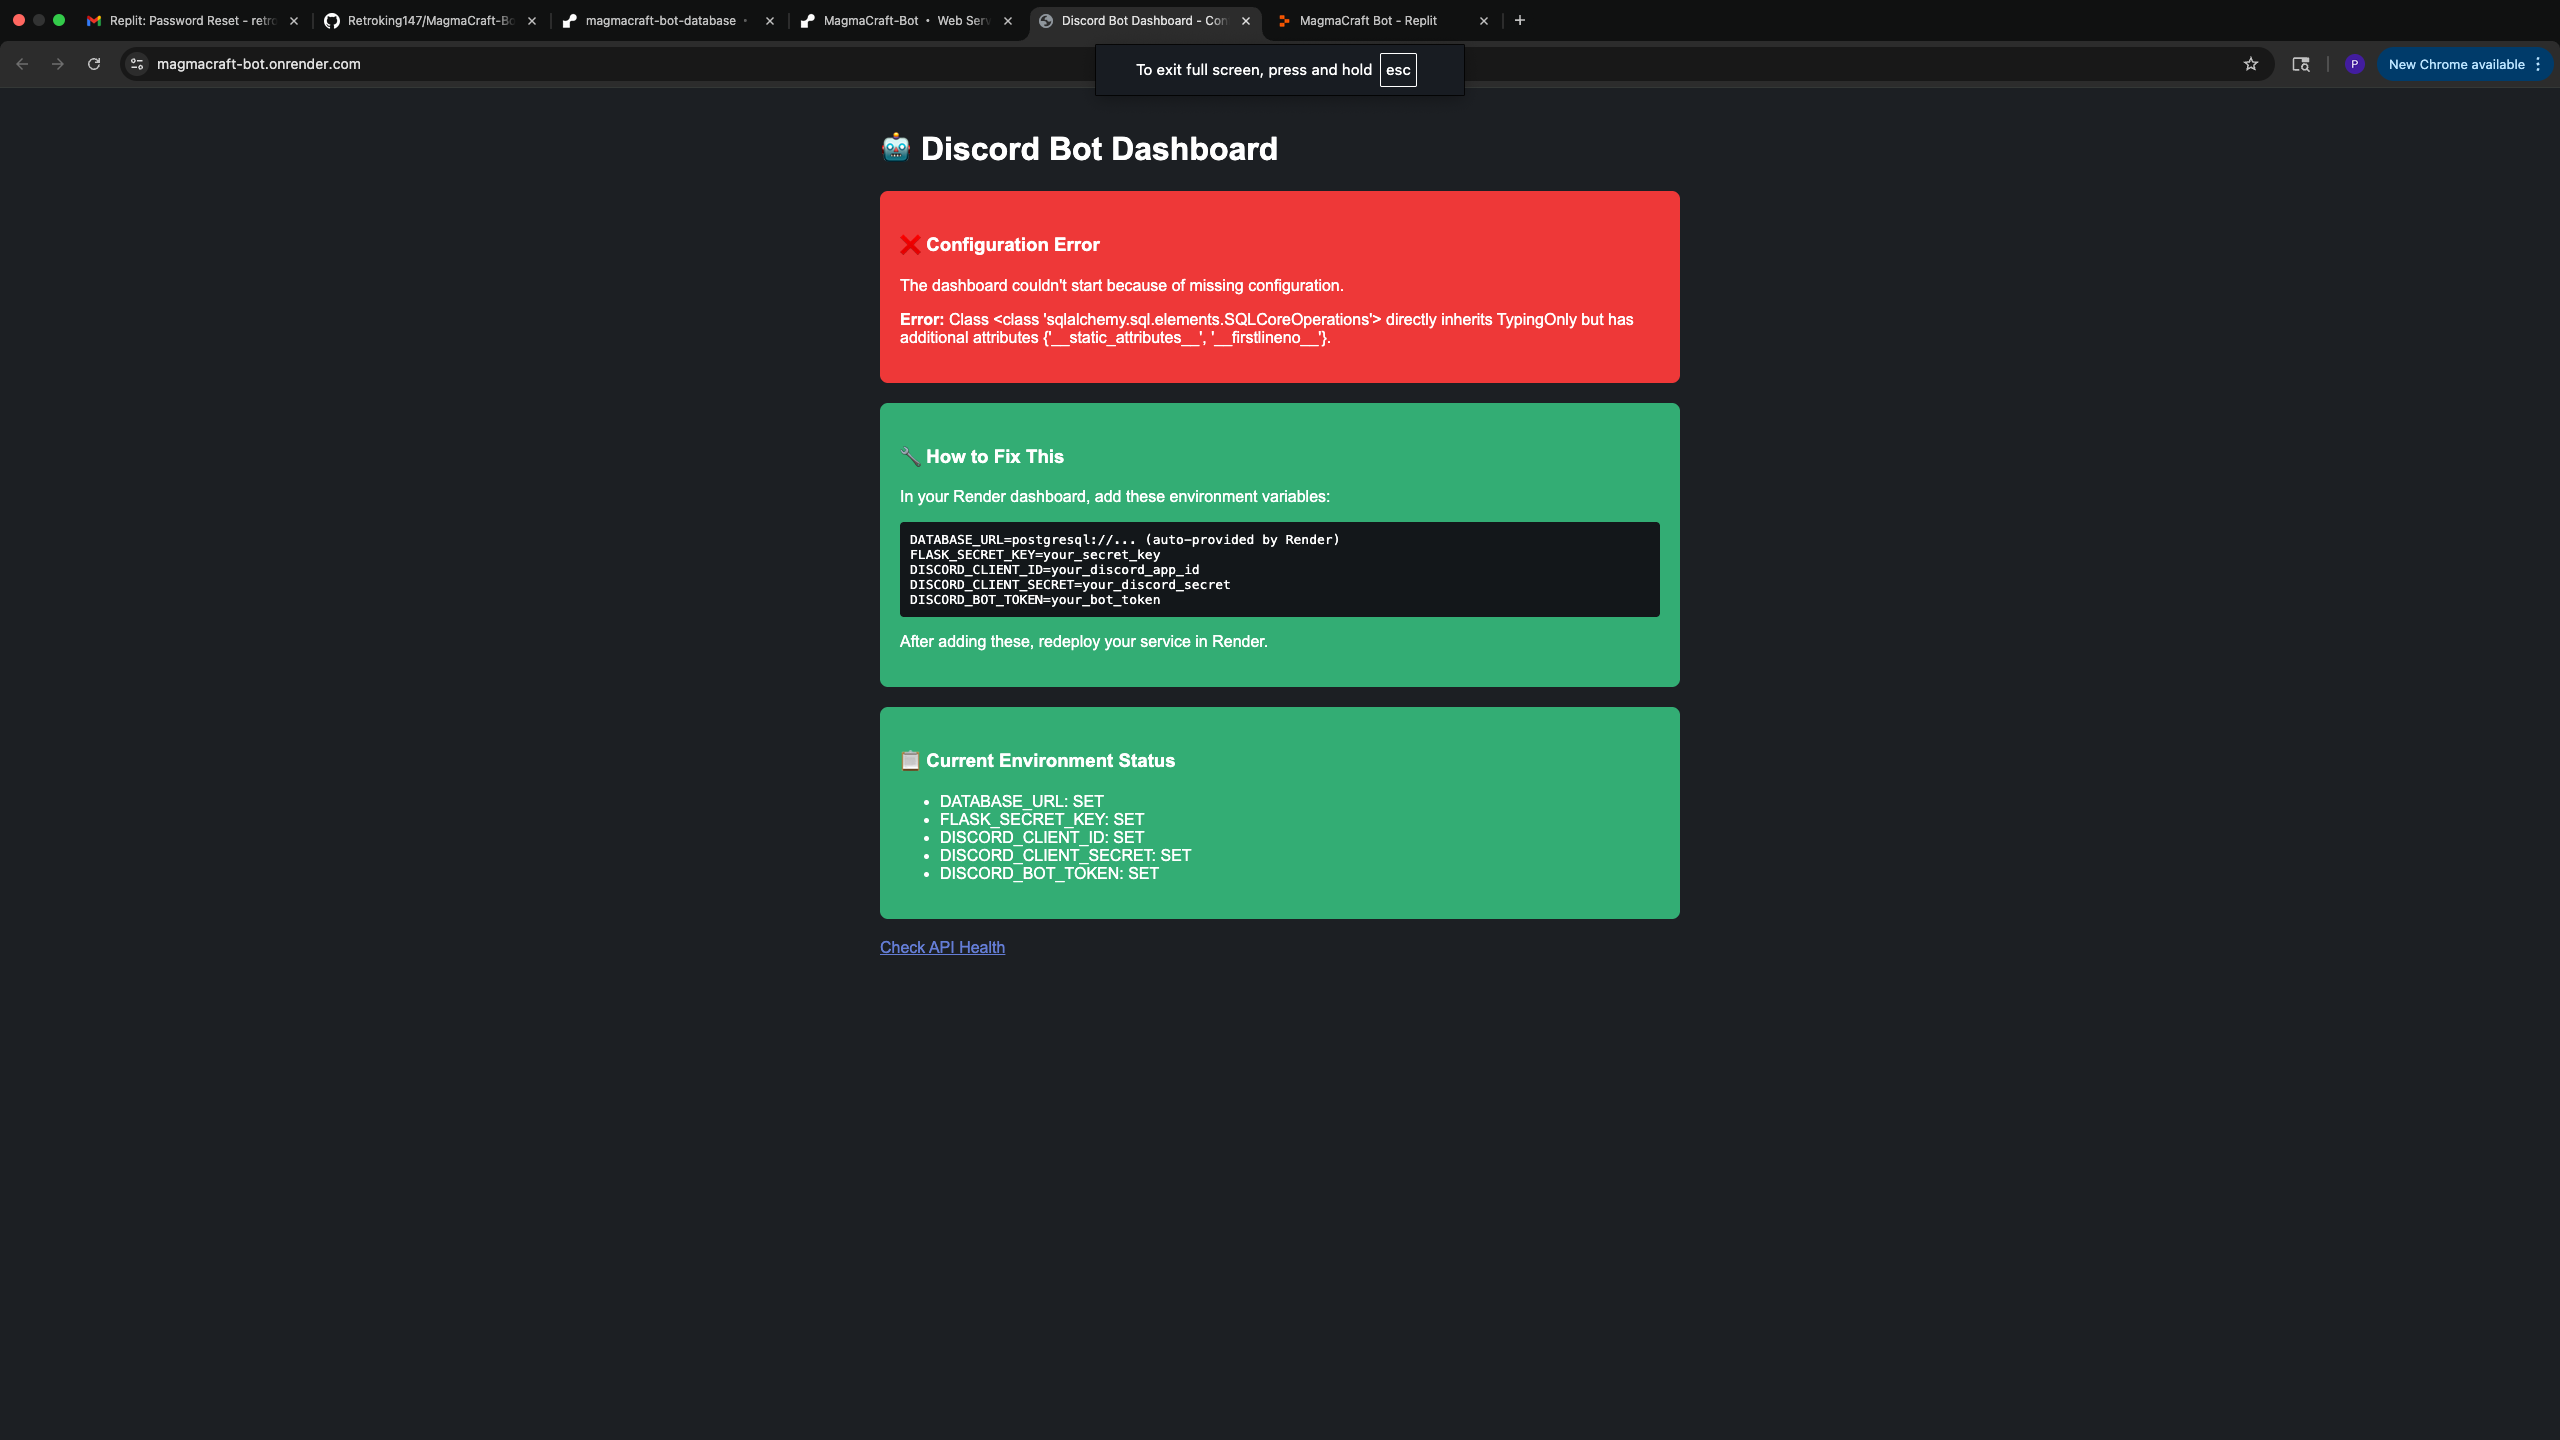 Replit: Password Reset - retro
Retroking147/MagmaCraft-Bo
magmacraft-bot-database •
MagmaCraft-Bot • Web Serv
Discord Bot Dashboard - Con
MagmaCraft Bot - Replit
magmacraft-bot.onrender.com
To exit full screen, press and hold esc
P
New Chrome available
Discord Bot Dashboard
Configuration Error
The dashboard couldn't start because of missing configuration.
Error: Class <class 'sqlalchemy.sql.elements.SQLCoreOperations'> directly inherits TypingOnly but has
additional attributes {'__static_attributes__', '__firstlineno__'}.
How to Fix This
In your Render dashboard, add these environment variables:
DATABASE_URL=postgresql://... (auto-provided by Render)
FLASK_SECRET_KEY=your_secret_key
DISCORD_CLIENT_ID=your_discord_app_id
DISCORD_CLIENT_SECRET=your_discord_secret
DISCORD_BOT_TOKEN=your_bot_token
After adding these, redeploy your service in Render.
Current Environment Status
• DATABASE_URL: SET
• FLASK_SECRET_KEY: SET
• DISCORD_CLIENT_ID: SET
• DISCORD_CLIENT_SECRET: SET
• DISCORD_BOT_TOKEN: SET
Check API Health